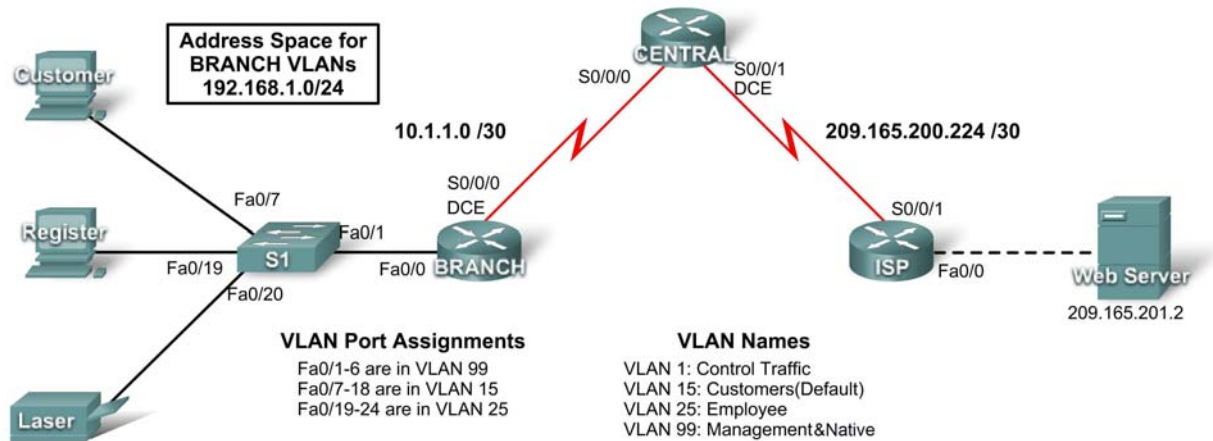 Address Space for
BRANCH VLANs
192.168.1.0/24
Customer
CENTRAL
S0/0/0
S0/0/1
DCE
10.1.1.0 /30
209.165.200.224 /30
Fa0/7
S0/0/0
DCE
S0/0/1
Register
Fa0/19
S1
Fa0/1
Fa0/0
BRANCH
ISP
Fa0/0
Web Server
209.165.201.2
Fa0/20
Laser
VLAN Port Assignments
Fa0/1-6 are in VLAN 99
Fa0/7-18 are in VLAN 15
Fa0/19-24 are in VLAN 25
VLAN Names
VLAN 1: Control Traffic
VLAN 15: Customers(Default)
VLAN 25: Employee
VLAN 99: Management&Native